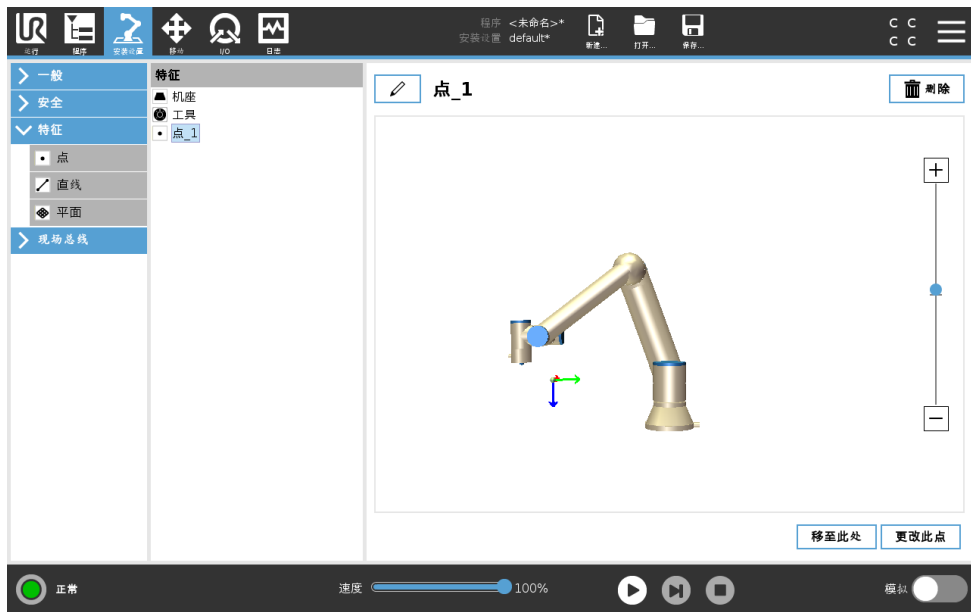 UR
运行
程序
安装设置
移动
I/O
日志
程序 <未命名>*
安装设置 default*
新建...
打开...
保存...
C C
C C
一般
安全
特征
点
直线
平面
现场总线
特征
机座
工具
点_1
点_1
删除
+
−
移至此处
更改此点
正常
速度
100%
模拟